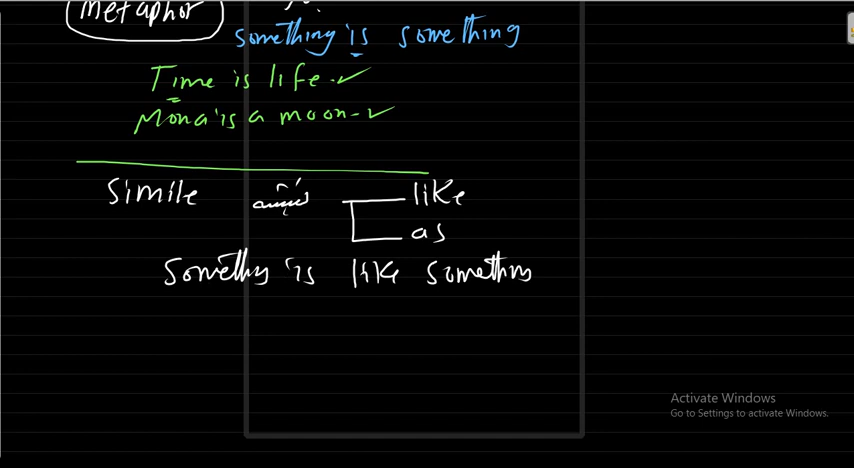 Metaphor
something is something
Time is life.
Mona is a moon.
Simile تشبيه like
as
Something is like something
Activate Windows
Go to Settings to activate Windows.